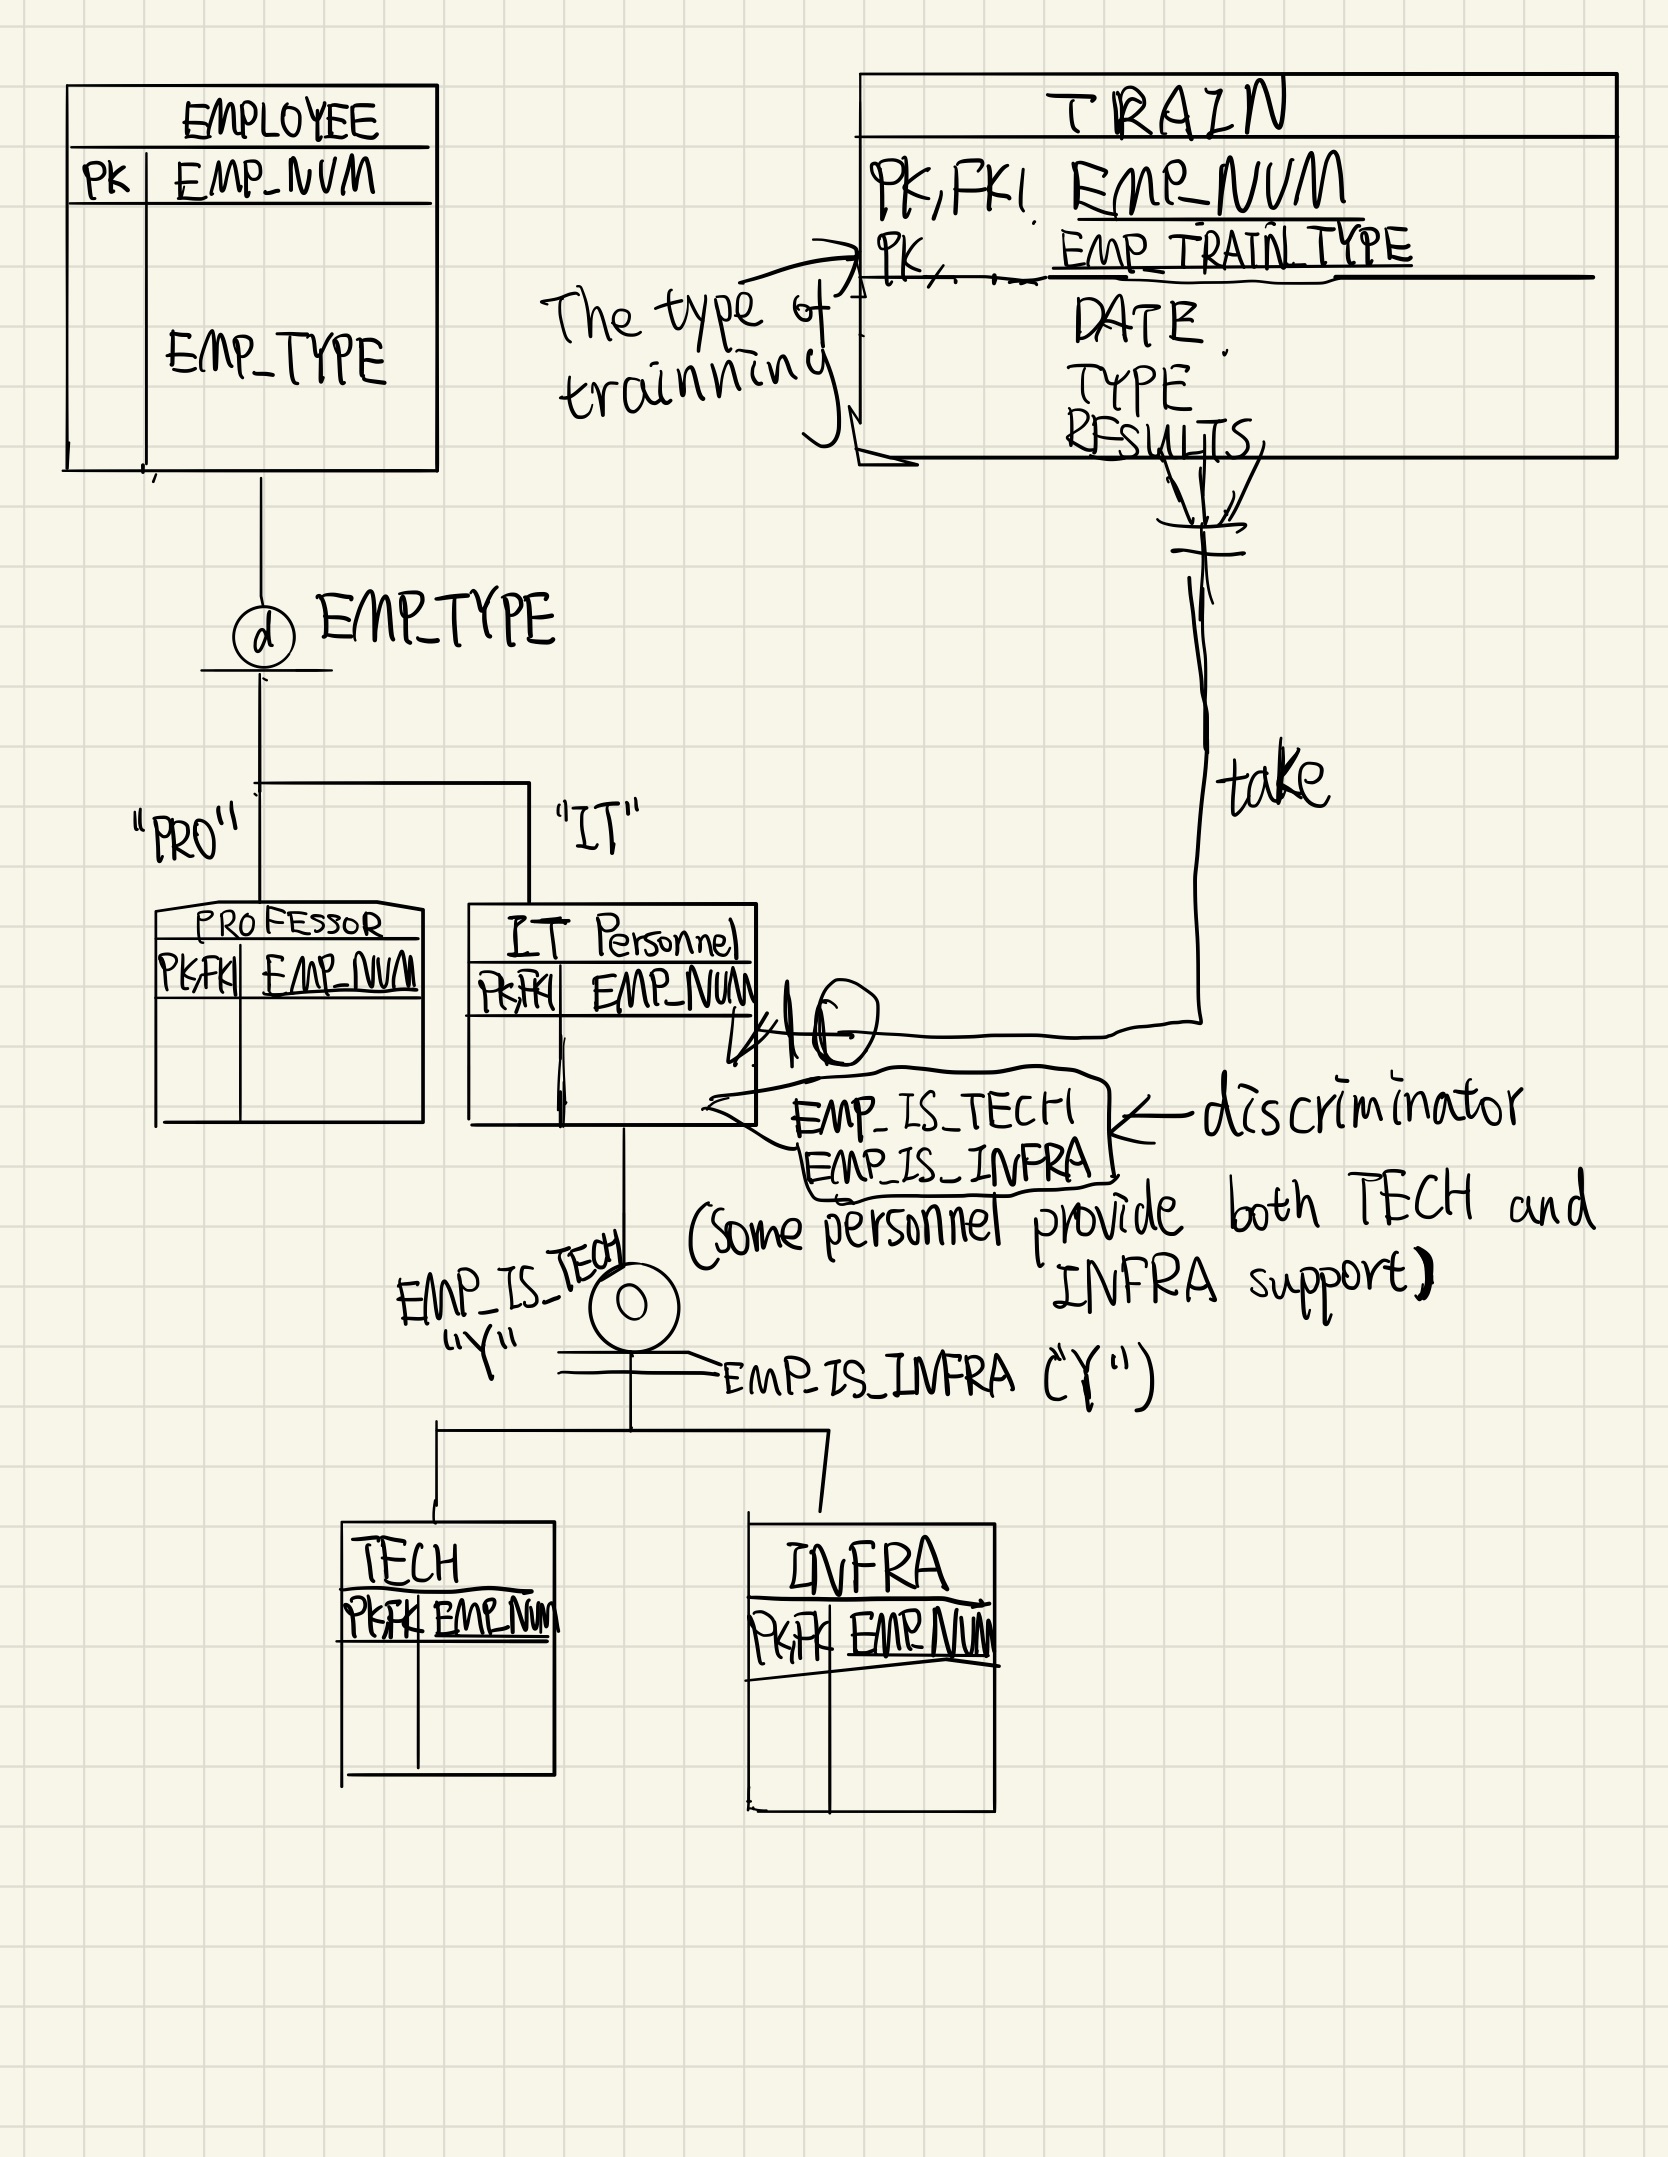 EMPLOYEE
PK EMP_NUM
EMP_TYPE
TRAIN
PK, FK1 EMP_NUM
PK EMP_TRAIN_TYPE
DATE
TYPE
RESULTS
The type of
trainning
d EMP_TYPE
take
"PRO"
"IT"
PROFESSOR
PK,FK1 EMP_NUM
IT Personnel
PK,FK1 EMP_NUM
EMP_IS_TECH
EMP_IS_INFRA
discriminator
(some personnel provide both TECH and
INFRA support)
EMP_IS_TECH
"Y"
O
EMP_IS_INFRA ("Y")
TECH
PK,FK EMP_NUM
INFRA
PK,FK EMP_NUM